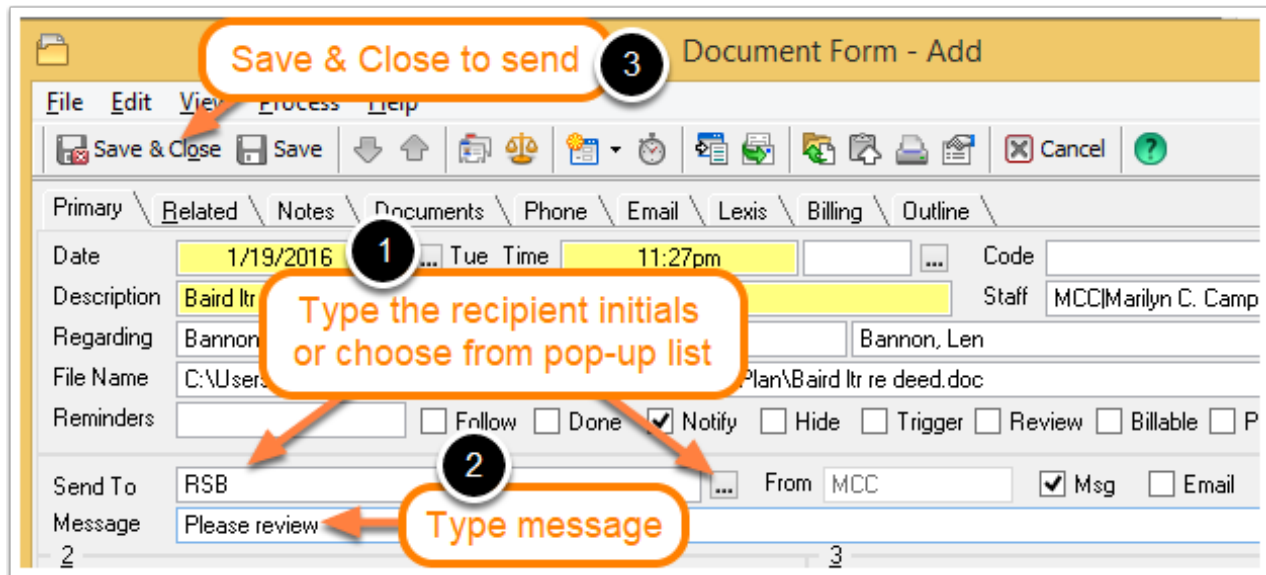 Save & Close to send 3 Document Form - Add
File Edit View Process Help
Save & Close Save Cancel ?
Primary Related Notes Documents Phone Email Lexis Billing Outline
Date 1/19/2016 1 ... Tue Time 11:27pm ... Code
Description Baird ltr Staff MCC|Marilyn C. Camp
Type the recipient initials
or choose from pop-up list
Regarding Bannon Bannon, Len
File Name C:\Users Plan\Baird ltr re deed.doc
Reminders Follow Done Notify Hide Trigger Review Billable P
2
Send To RSB ... From MCC Msg Email
Message Please review Type message
2 3